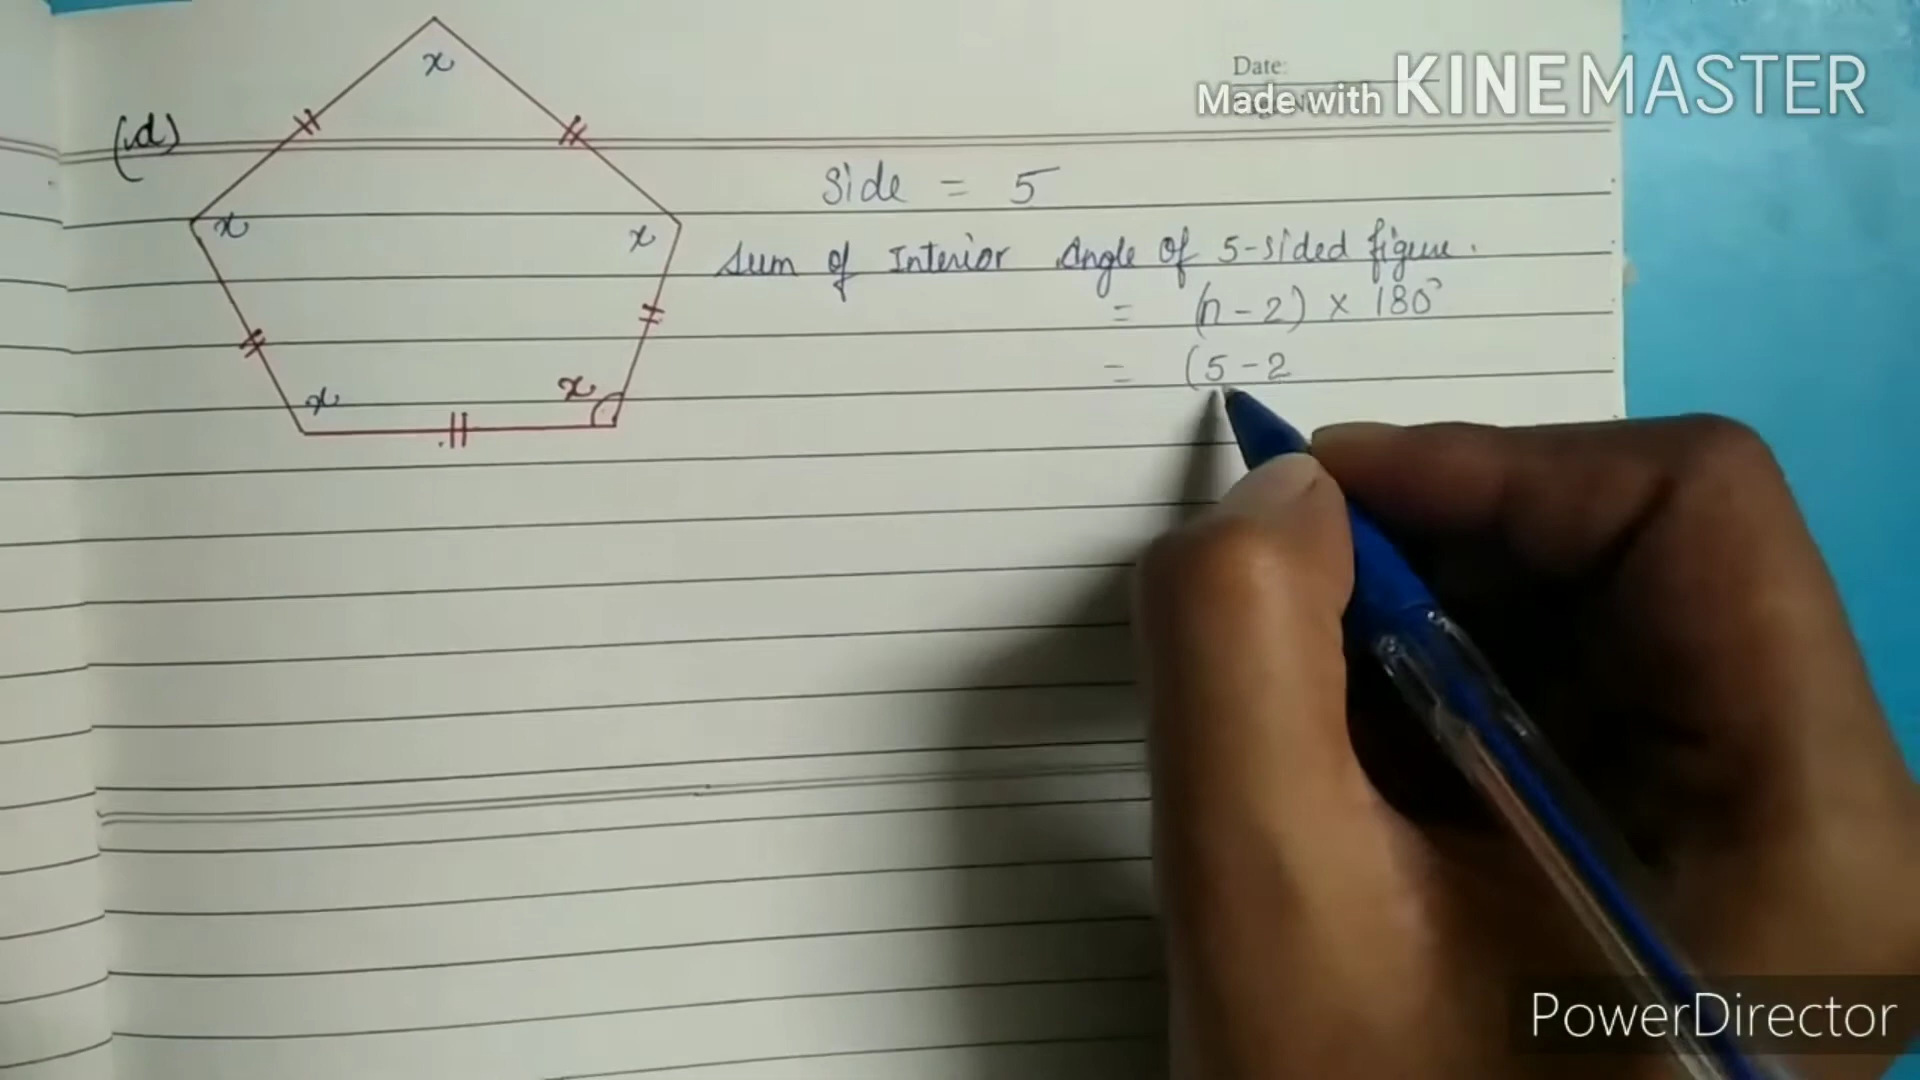 Date:
Made with KINEMASTER
(d)
x
x
x
x
x
Side = 5
Sum of Interior Angle of 5-sided figure.
= (n - 2) × 180°
= (5 - 2
PowerDirector